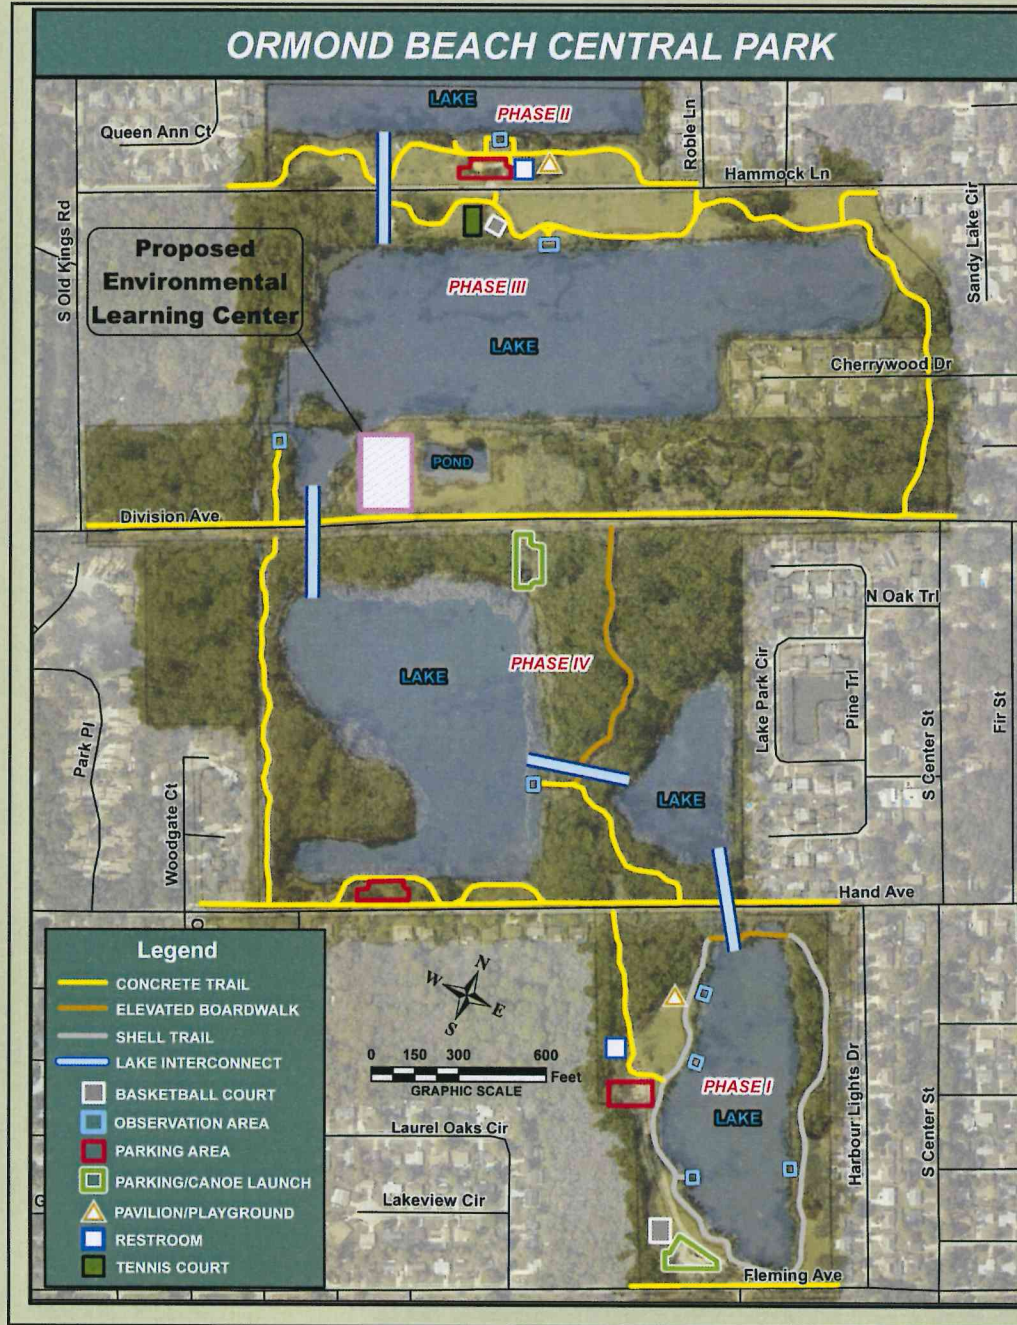 ORMOND BEACH CENTRAL PARK
LAKE
PHASE II
Queen Ann Ct
Roble Ln
Hammock Ln
S Old Kings Rd
Sandy Lake Cir
Proposed
Environmental
Learning Center
PHASE III
LAKE
Cherrywood Dr
POND
Division Ave
N Oak Trl
PHASE IV
LAKE
Lake Park Cir
Pine Trl
S Center St
Fir St
Park Pl
Woodgate Ct
LAKE
Hand Ave
Legend
CONCRETE TRAIL
ELEVATED BOARDWALK
SHELL TRAIL
LAKE INTERCONNECT
BASKETBALL COURT
OBSERVATION AREA
PARKING AREA
PARKING/CANOE LAUNCH
PAVILION/PLAYGROUND
RESTROOM
TENNIS COURT
N
W
E
S
0 150 300 600
Feet
GRAPHIC SCALE
PHASE I
LAKE
Laurel Oaks Cir
Lakeview Cir
Harbour Lights Dr
S Center St
Fleming Ave